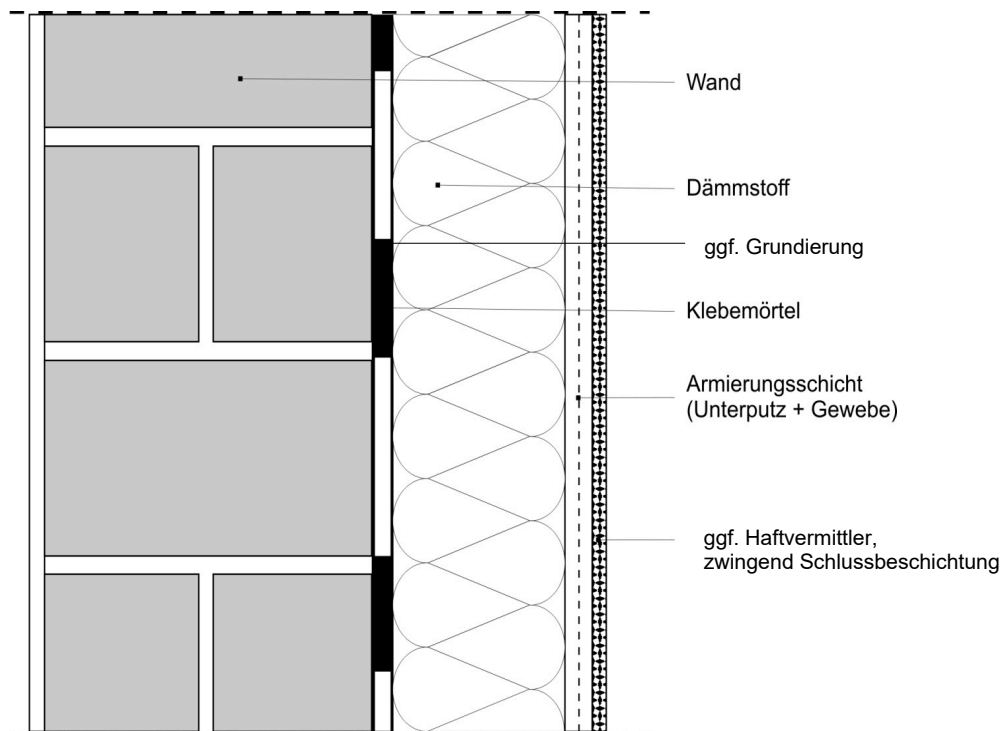 Wand
Dämmstoff
ggf. Grundierung
Klebemörtel
Armierungsschicht
(Unterputz + Gewebe)
ggf. Haftvermittler,
zwingend Schlussbeschichtung